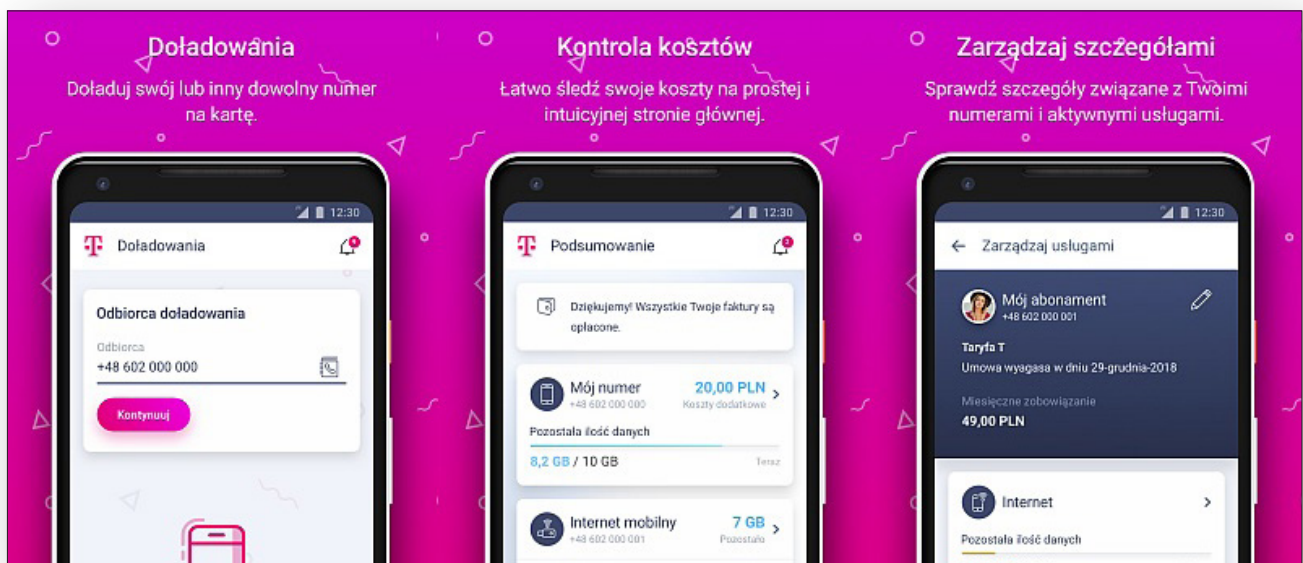 Doładowania
Doładuj swój lub inny dowolny numer
na kartę.
12:30
T Doładowania
Odbiorca doładowania
Odbiorca
+48 602 000 000
Kontynuuj
Kontrola kosztów
Łatwo śledź swoje koszty na prostej i
intuicyjnej stronie głównej.
12:30
T Podsumowanie
Dziękujemy! Wszystkie Twoje faktury są
opłacone.
Mój numer 20,00 PLN
+48 602 000 000 Koszty dodatkowe
Pozostała ilość danych
8,2 GB / 10 GB Teraz
Internet mobilny 7 GB
+48 602 000 001 Pozostało
Zarządzaj szczegółami
Sprawdź szczegóły związane z Twoimi
numerami i aktywnymi usługami.
12:30
Zarządzaj usługami
Mój abonament
+48 602 000 001
Taryfa T
Umowa wyagasa w dniu 29-grudnia-2018
Miesięczne zobowiązanie
49,00 PLN
Internet
Pozostała ilość danych